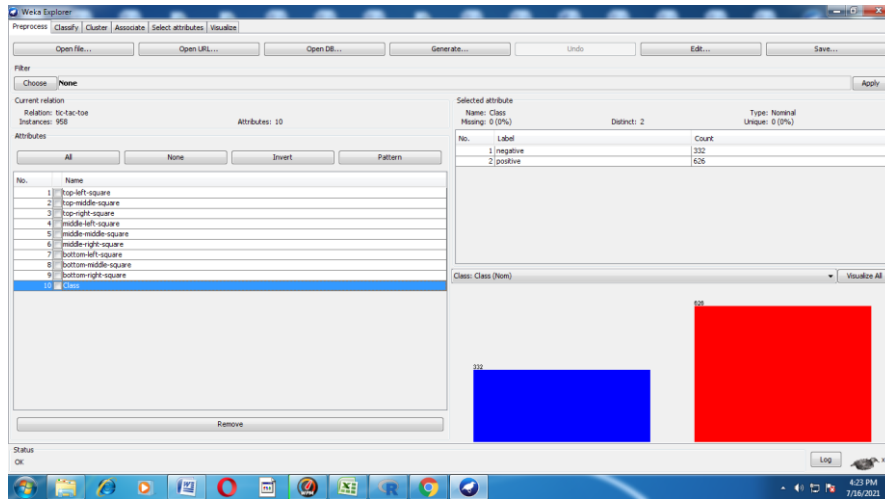 Weka Explorer
Preprocess Classify Cluster Associate Select attributes Visualize
Open file... Open URL... Open DB... Generate... Undo Edit... Save...
Filter
Choose None Apply
Current relation
Relation: tic-tac-toe
Instances: 958 Attributes: 10
Attributes
All None Invert Pattern
No. Name
1 top-left-square
2 top-middle-square
3 top-right-square
4 middle-left-square
5 middle-middle-square
6 middle-right-square
7 bottom-left-square
8 bottom-middle-square
9 bottom-right-square
10 Class
Remove
Selected attribute
Name: Class Type: Nominal
Missing: 0 (0%) Distinct: 2 Unique: 0 (0%)
No. Label Count
1 negative 332
2 positive 626
Class: Class (Nom) Visualize All
626
332
Status
OK Log x 0
4:23 PM
7/16/2021